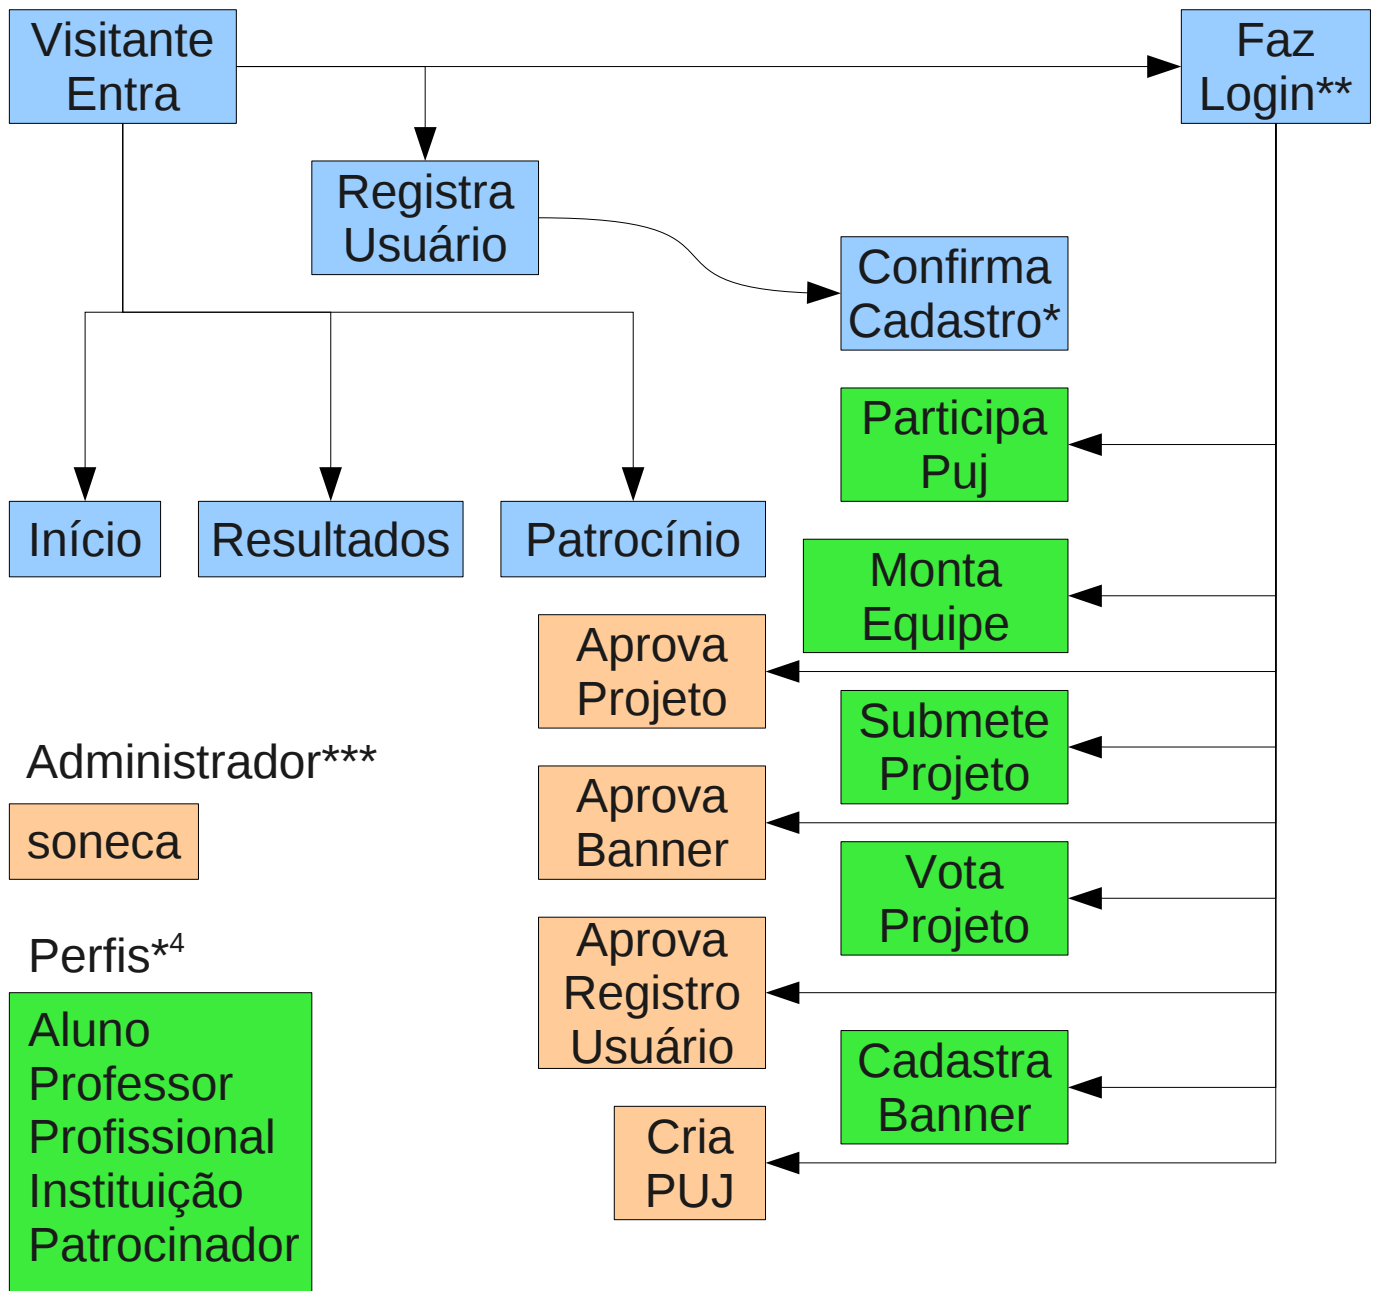 Visitante
Entra
Faz
Login**
Registra
Usuário
Confirma
Cadastro*
Participa
Puj
Início
Resultados
Patrocínio
Monta
Equipe
Aprova
Projeto
Submete
Projeto
Administrador***
soneca
Aprova
Banner
Vota
Projeto
Perfis*⁴
Aprova
Registro
Usuário
Aluno
Professor
Profissional
Instituição
Patrocinador
Cadastra
Banner
Cria
PUJ